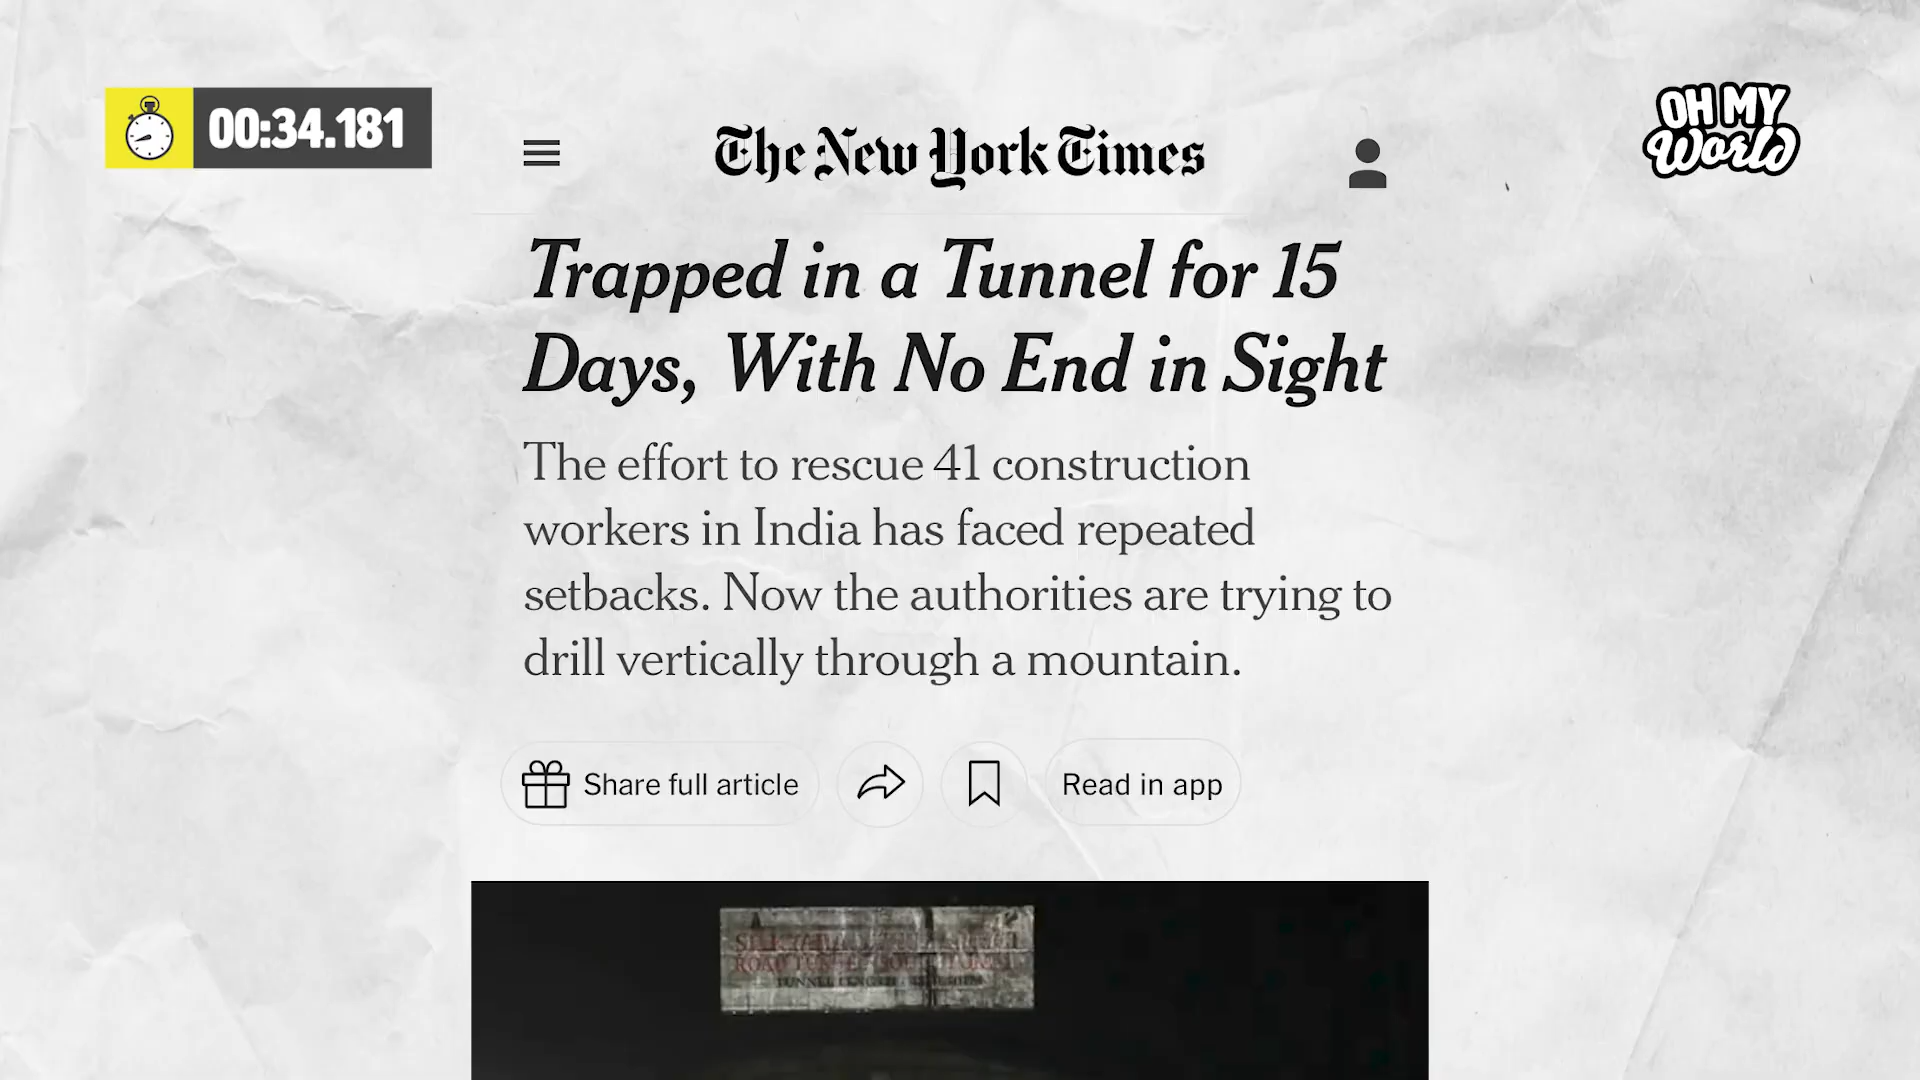 00:34.181
The New York Times
OH MY
World
Trapped in a Tunnel for 15
Days, With No End in Sight
The effort to rescue 41 construction
workers in India has faced repeated
setbacks. Now the authorities are trying to
drill vertically through a mountain.
Share full article
Read in app